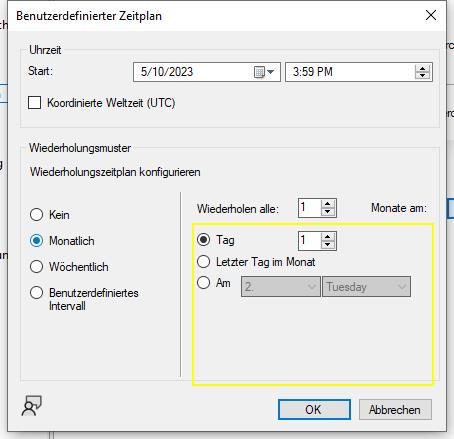 Benutzerdefinierter Zeitplan
Uhrzeit
Start: 5/10/2023 3:59 PM
Koordinierte Weltzeit (UTC)
Wiederholungsmuster
Wiederholungszeitplan konfigurieren
Kein
Monatlich
Wöchentlich
Benutzerdefiniertes
Intervall
Wiederholen alle: 1 Monate am:
Tag 1
Letzter Tag im Monat
Am 2. Tuesday
OK Abbrechen